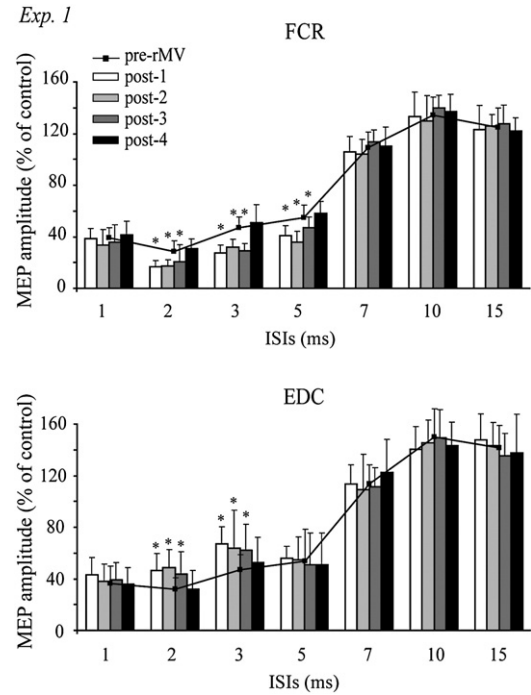 Exp. 1
FCR
pre-rMV
post-1
post-2
post-3
post-4
MEP amplitude (% of control)
160
120
80
40
0
* * *
* * *
* * *
1 2 3 5 7 10 15
ISIs (ms)
EDC
MEP amplitude (% of control)
160
120
80
40
0
* * *
* * *
1 2 3 5 7 10 15
ISIs (ms)